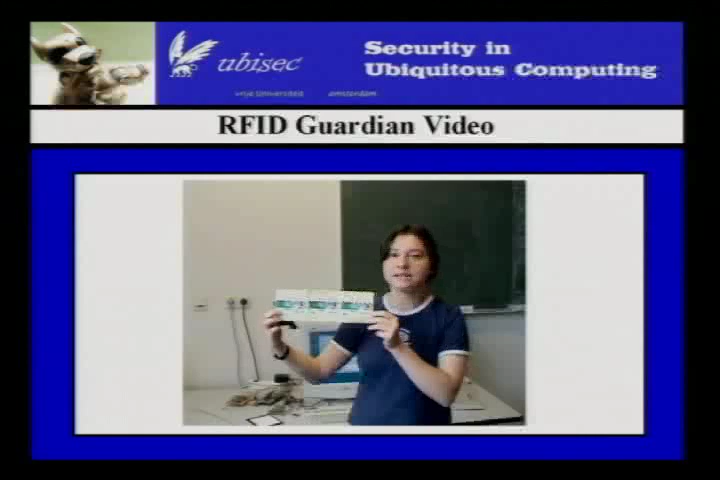 ubisec
Security in
Ubiquitous Computing
vrije Universiteit amsterdam
RFID Guardian Video